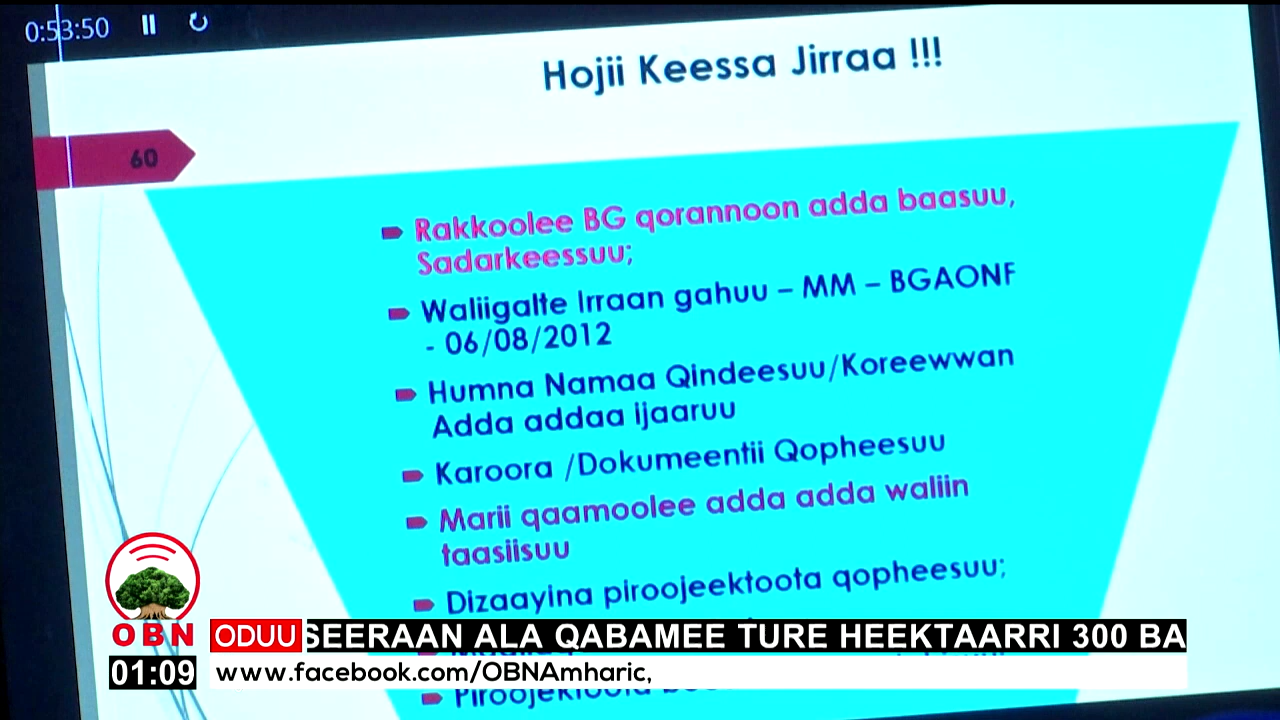 0:53:50
Hojii Keessa Jirraa !!!
60
Rakkoolee BG qorannoon adda baasuu,
Sadarkeessuu;
Waliigalte Irraan gahuu – MM – BGAONF
- 06/08/2012
Humna Namaa Qindeesuu/Koreewwan
Adda addaa ijaaruu
Karoora /Dokumeentii Qopheesuu
Marii qaamoolee adda adda waliin
taasiisuu
Dizaayina piroojeektoota qopheesuu;
Piroojektoota
OBN
ODUU SEERAAN ALA QABAMEE TURE HEEKTAARRI 300 BA
01:09 www.facebook.com/OBNAmharic,